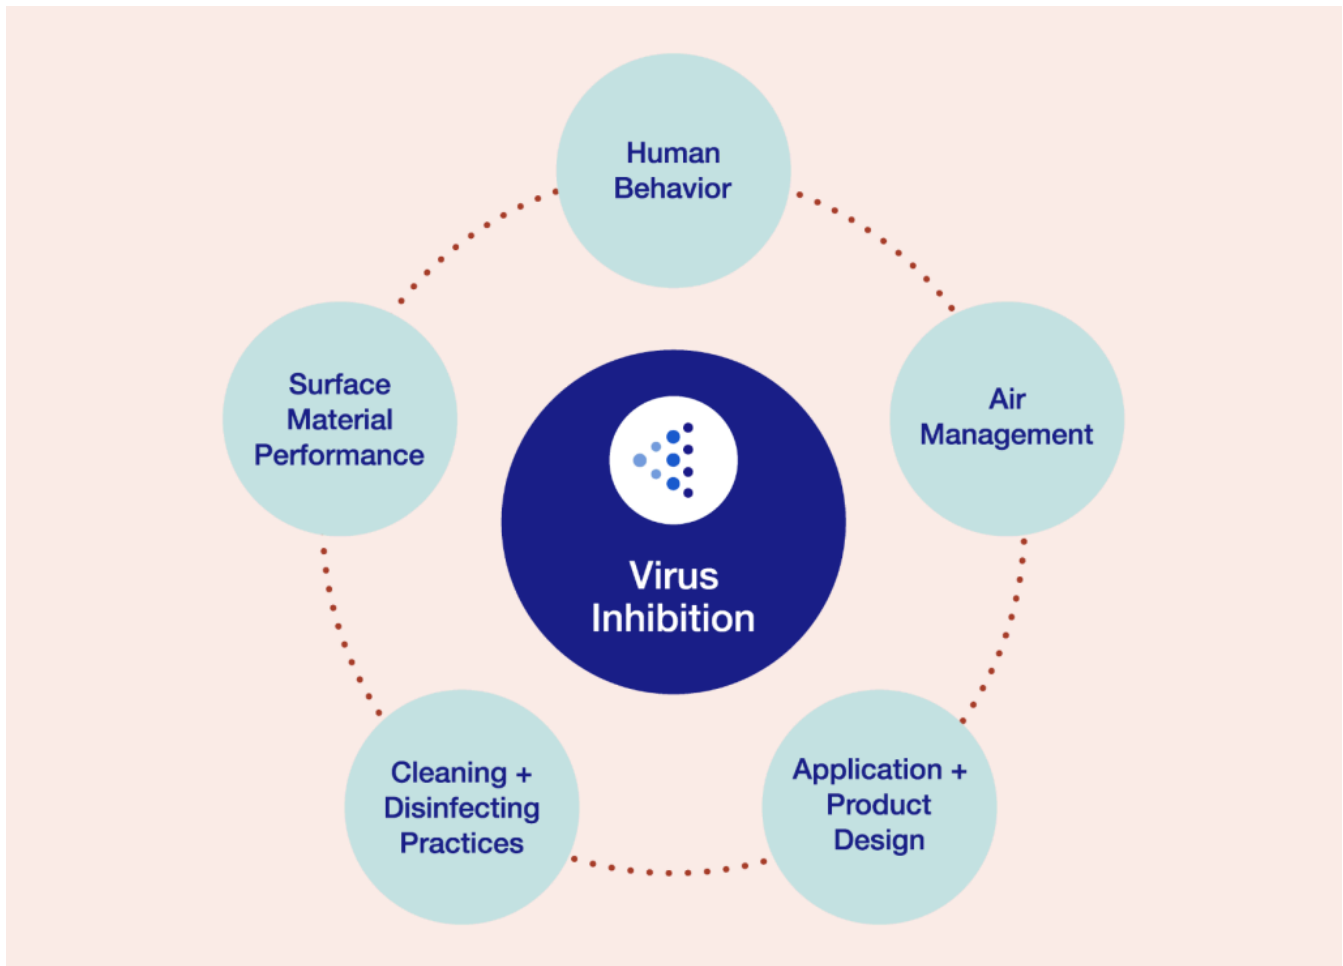 Human
Behavior
Surface
Material
Performance
Air
Management
Virus
Inhibition
Cleaning +
Disinfecting
Practices
Application +
Product
Design